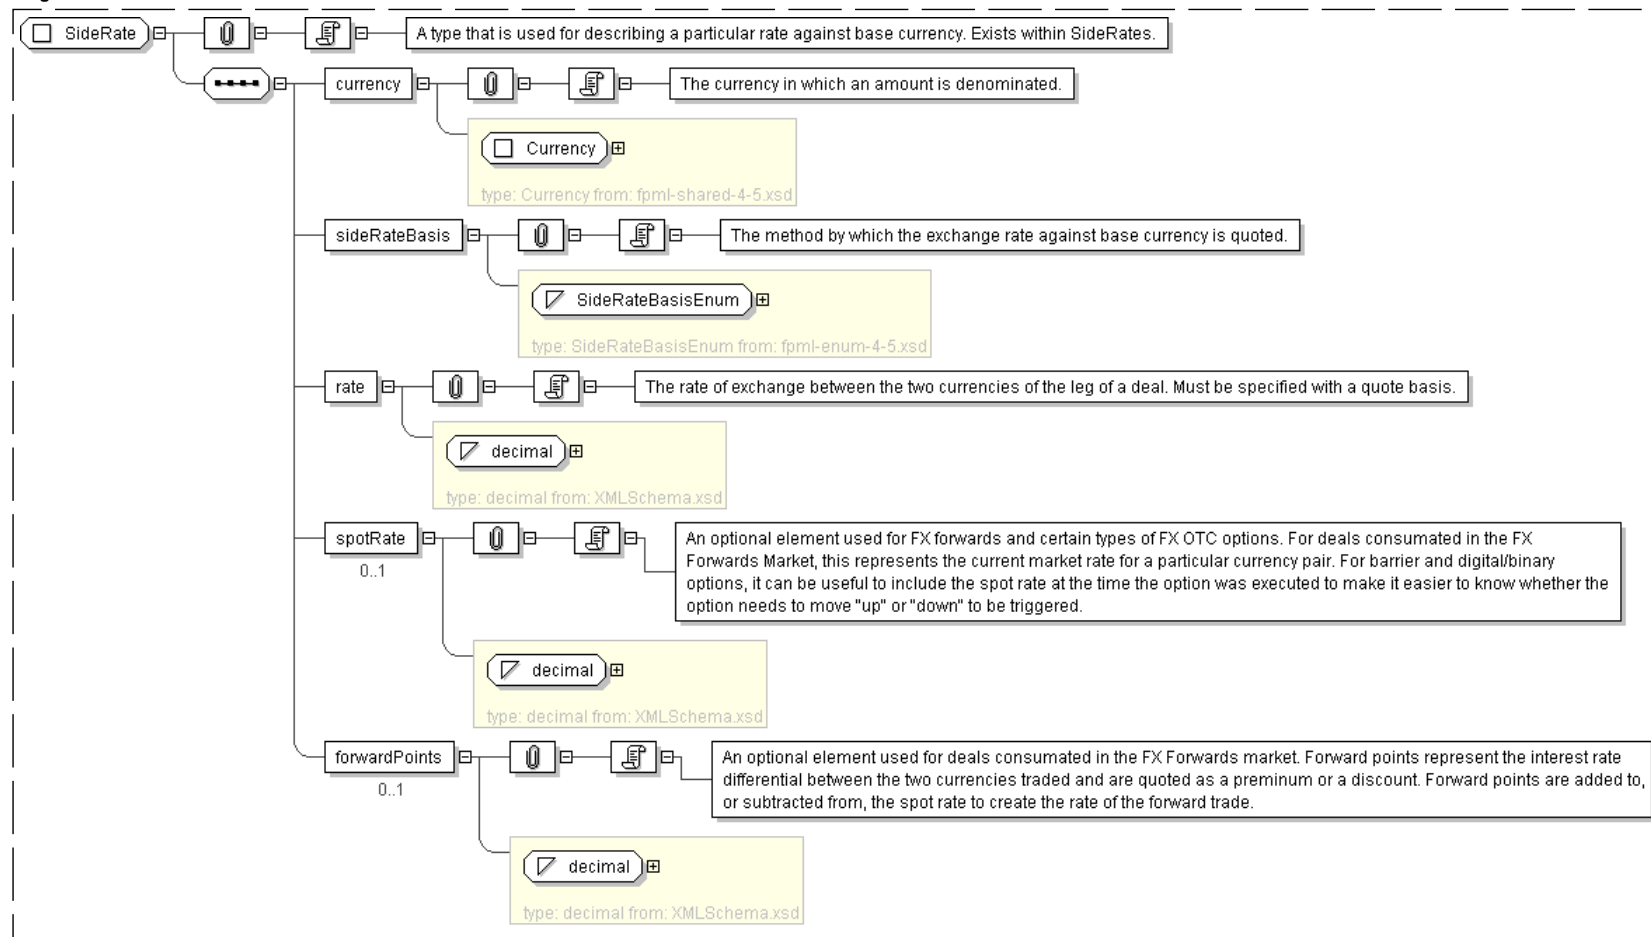 SideRate
A type that is used for describing a particular rate against base currency. Exists within SideRates.
currency
The currency in which an amount is denominated.
Currency
type: Currency from: fpml-shared-4-5.xsd
sideRateBasis
The method by which the exchange rate against base currency is quoted.
SideRateBasisEnum
type: SideRateBasisEnum from: fpml-enum-4-5.xsd
rate
The rate of exchange between the two currencies of the leg of a deal. Must be specified with a quote basis.
decimal
type: decimal from: XMLSchema.xsd
spotRate
0..1
An optional element used for FX forwards and certain types of FX OTC options. For deals consumated in the FX
Forwards Market, this represents the current market rate for a particular currency pair. For barrier and digital/binary
options, it can be useful to include the spot rate at the time the option was executed to make it easier to know whether the
option needs to move "up" or "down" to be triggered.
decimal
type: decimal from: XMLSchema.xsd
forwardPoints
0..1
An optional element used for deals consumated in the FX Forwards market. Forward points represent the interest rate
differential between the two currencies traded and are quoted as a preminum or a discount. Forward points are added to,
or subtracted from, the spot rate to create the rate of the forward trade.
decimal
type: decimal from: XMLSchema.xsd